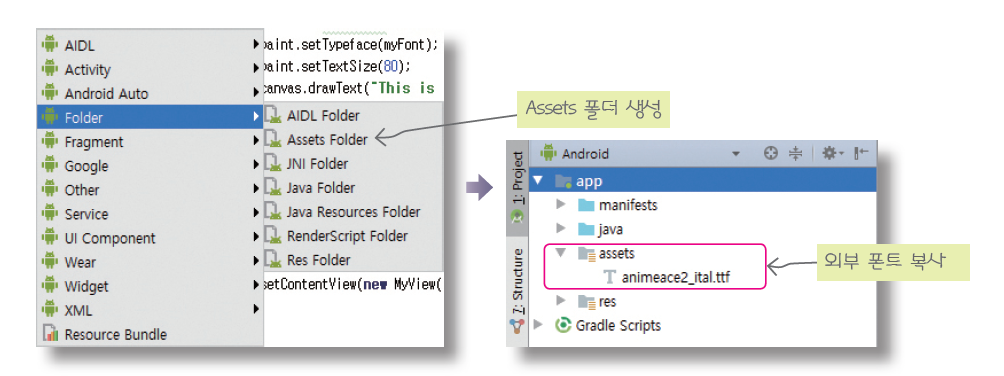 AIDL
Activity
Android Auto
Folder
Fragment
Google
Other
Service
UI Component
Wear
Widget
XML
Resource Bundle
paint.setTypeface(myFont);
paint.setTextSize(80);
canvas.drawText("This is
AIDL Folder
Assets Folder
JNI Folder
Java Folder
Java Resources Folder
RenderScript Folder
Res Folder
setContentView(new MyView(
Assets 폴더 생성
1: Project
7: Structure
Android
app
manifests
java
assets
animeace2_ital.ttf
res
Gradle Scripts
외부 폰트 복사